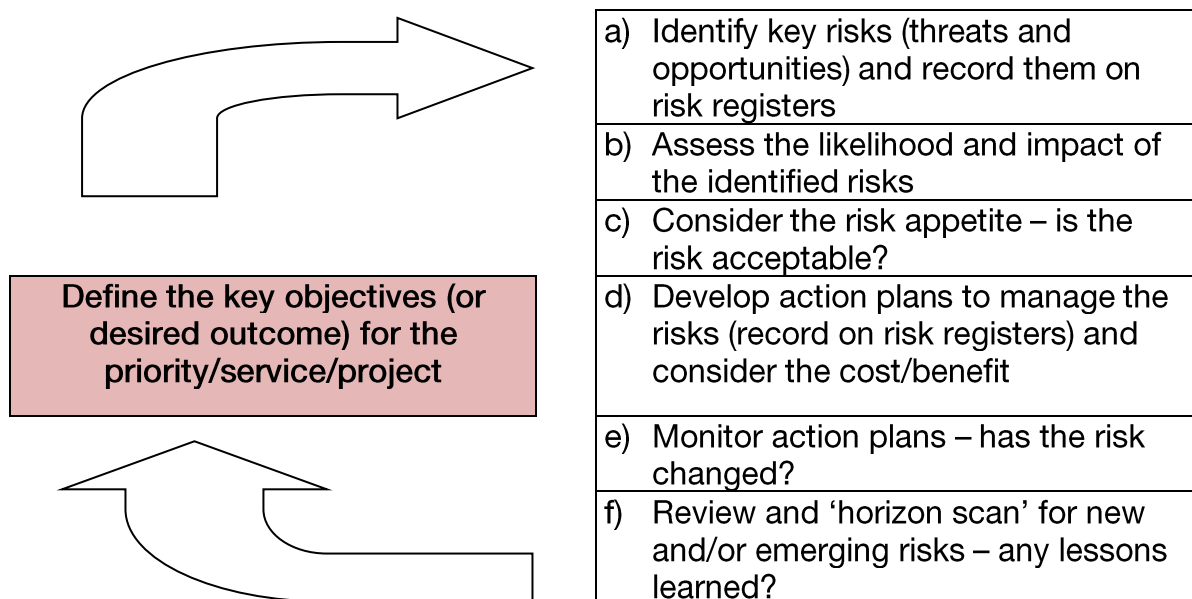 Define the key objectives (or
desired outcome) for the
priority/service/project
a) Identify key risks (threats and
opportunities) and record them on
risk registers
b) Assess the likelihood and impact of
the identified risks
c) Consider the risk appetite – is the
risk acceptable?
d) Develop action plans to manage the
risks (record on risk registers) and
consider the cost/benefit
e) Monitor action plans – has the risk
changed?
f) Review and ‘horizon scan’ for new
and/or emerging risks – any lessons
learned?